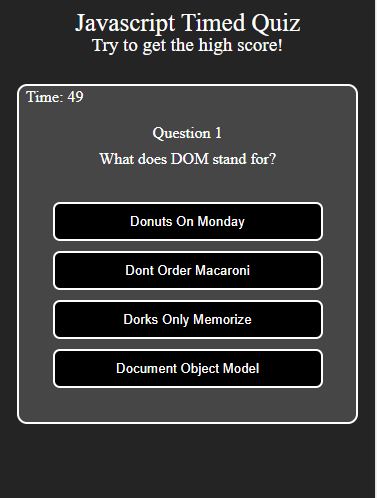 Javascript Timed Quiz
Try to get the high score!
Time: 49
Question 1
What does DOM stand for?
Donuts On Monday
Dont Order Macaroni
Dorks Only Memorize
Document Object Model